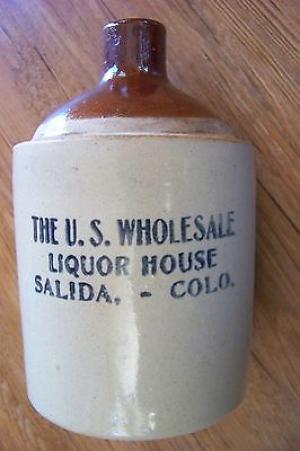 THE U. S. WHOLESALE
LIQUOR HOUSE
SALIDA, - COLO.